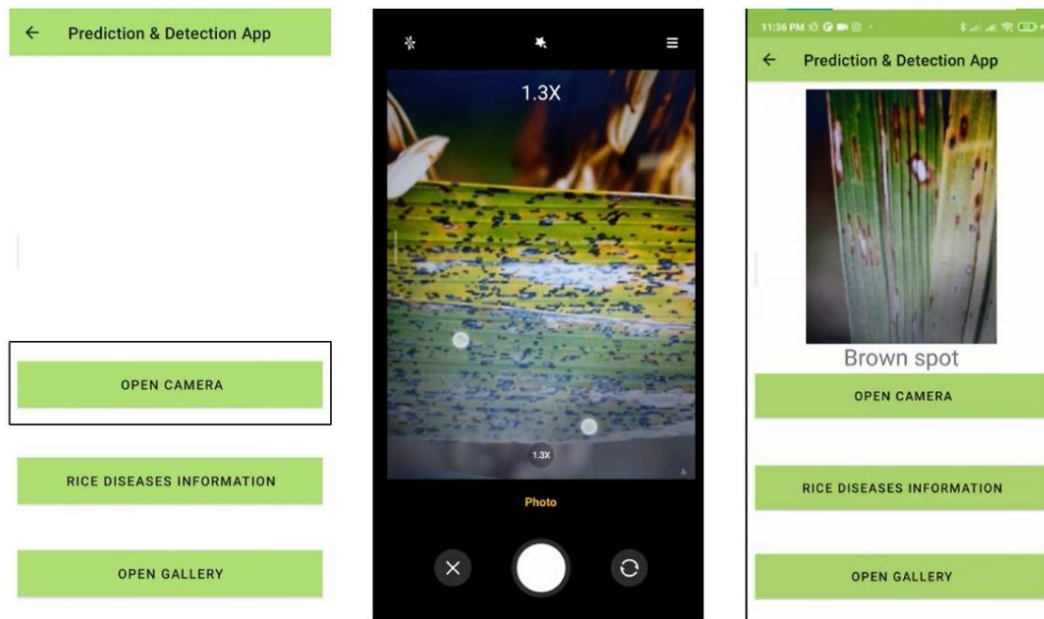 Prediction & Detection App
OPEN CAMERA
RICE DISEASES INFORMATION
OPEN GALLERY
1.3X
1.3X
Photo
11:36 PM
Prediction & Detection App
Brown spot
OPEN CAMERA
RICE DISEASES INFORMATION
OPEN GALLERY